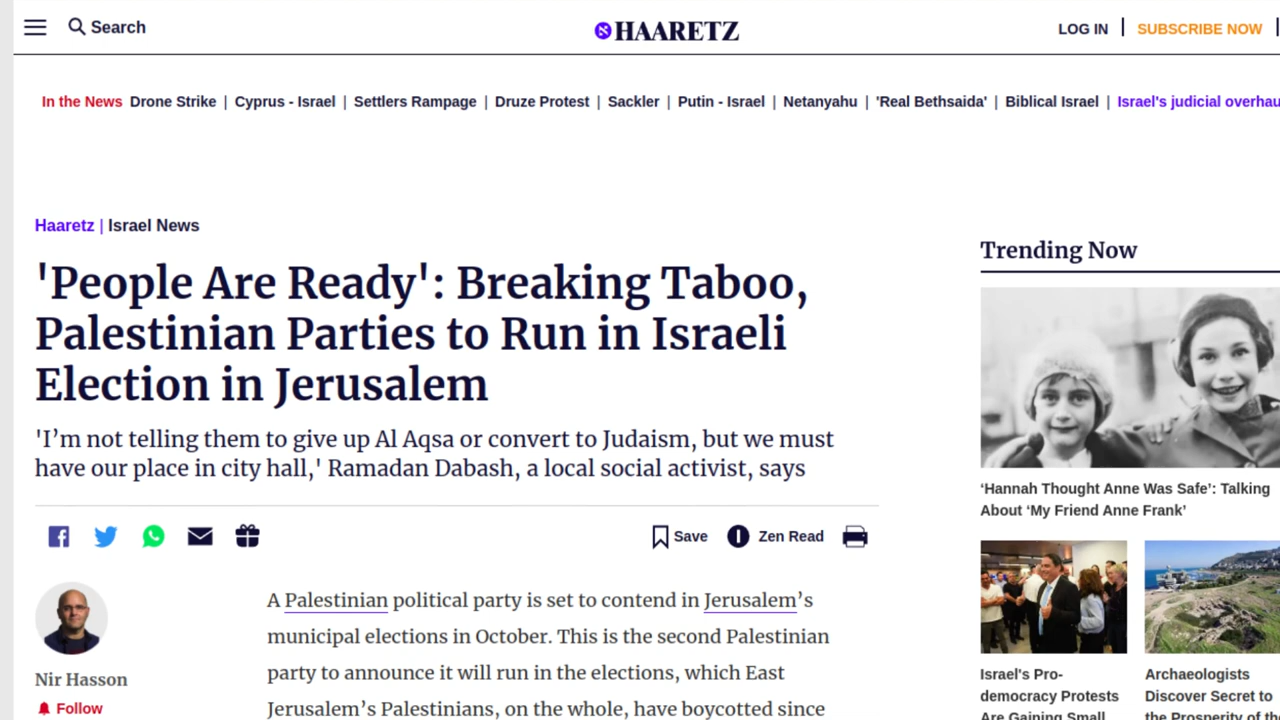 Search
HAARETZ
LOG IN | SUBSCRIBE NOW |
In the News Drone Strike | Cyprus - Israel | Settlers Rampage | Druze Protest | Sackler | Putin - Israel | Netanyahu | 'Real Bethsaida' | Biblical Israel | Israel's judicial overhau
Haaretz | Israel News
'People Are Ready': Breaking Taboo,
Palestinian Parties to Run in Israeli
Election in Jerusalem
'I’m not telling them to give up Al Aqsa or convert to Judaism, but we must
have our place in city hall,' Ramadan Dabash, a local social activist, says
Save Zen Read
Nir Hasson
Follow
A Palestinian political party is set to contend in Jerusalem’s
municipal elections in October. This is the second Palestinian
party to announce it will run in the elections, which East
Jerusalem’s Palestinians, on the whole, have boycotted since
Trending Now
‘Hannah Thought Anne Was Safe’: Talking
About ‘My Friend Anne Frank’
Israel's Pro-
democracy Protests
Are Gaining Small
Archaeologists
Discover Secret to
the Prosperity of the